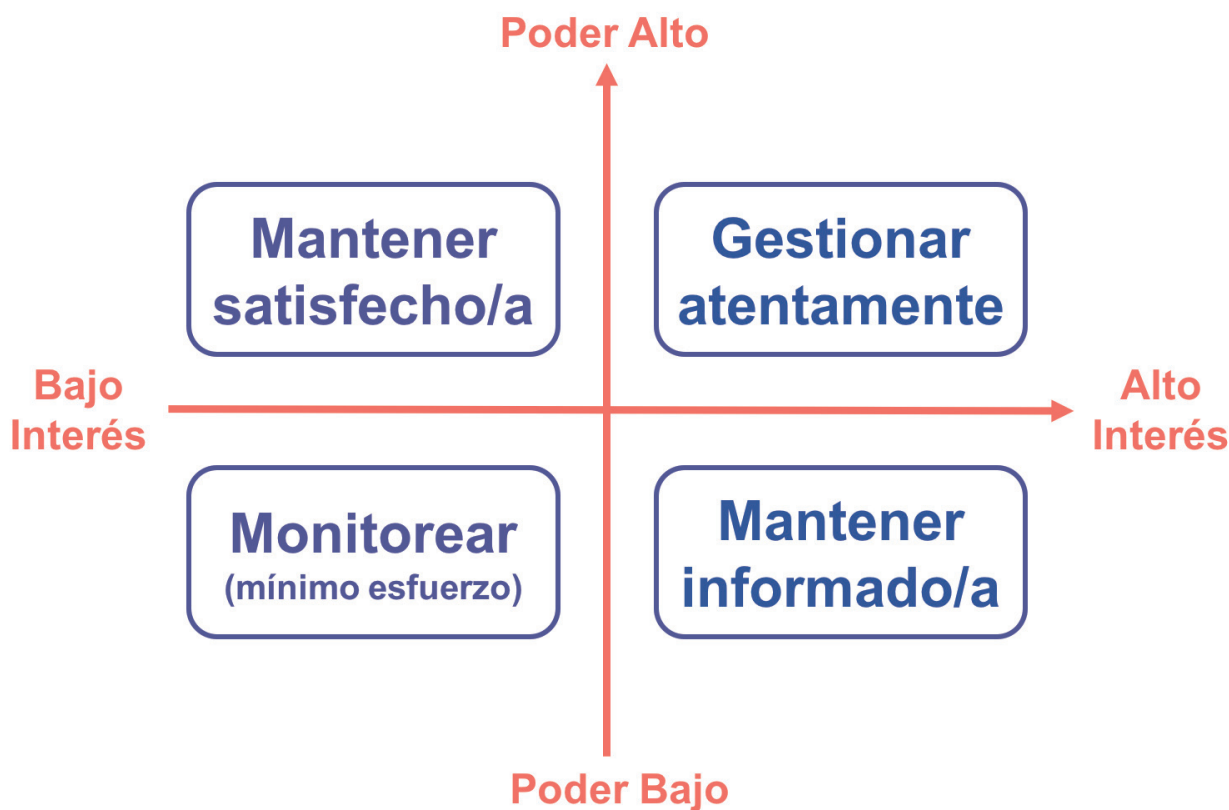 Poder Alto
Mantener
satisfecho/a
Gestionar
atentamente
Bajo
Interés
Alto
Interés
Monitorear
(mínimo esfuerzo)
Mantener
informado/a
Poder Bajo